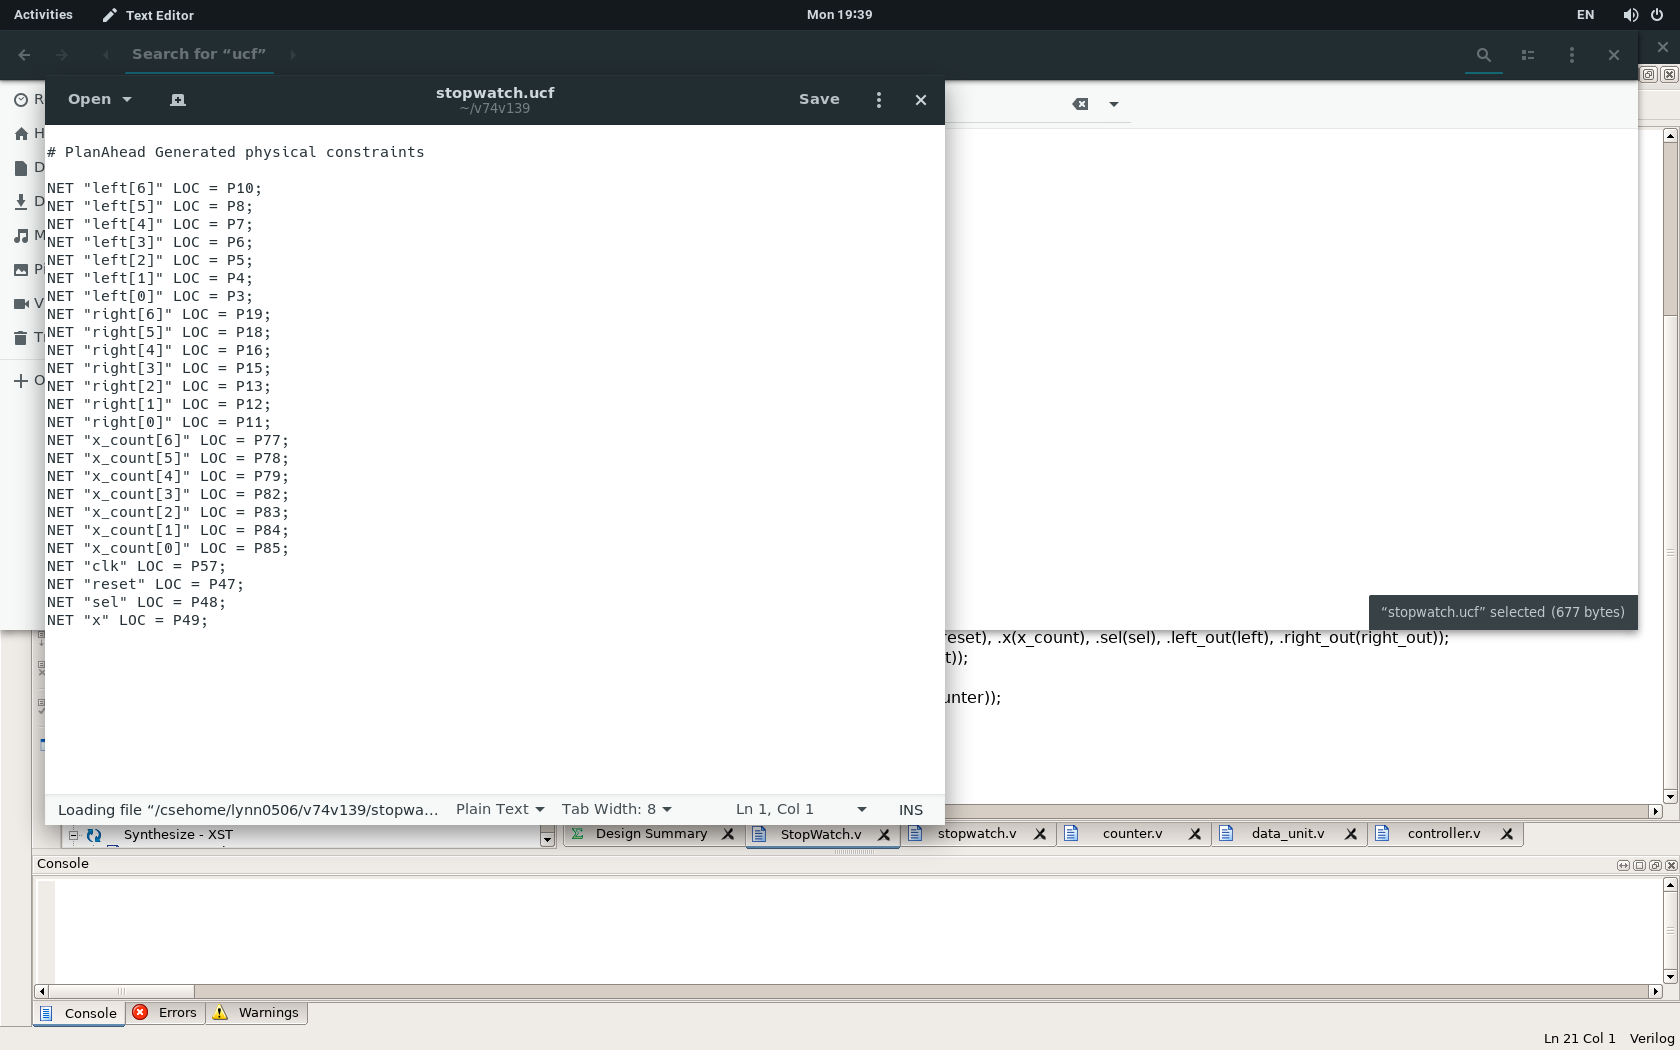 Activities
Text Editor
Mon 19:39
EN
Search for “ucf”
Open
stopwatch.ucf
~/v74v139
Save
R
H
D
D
M
Pi
V
Tr
O
# PlanAhead Generated physical constraints
NET "left[6]" LOC = P10;
NET "left[5]" LOC = P8;
NET "left[4]" LOC = P7;
NET "left[3]" LOC = P6;
NET "left[2]" LOC = P5;
NET "left[1]" LOC = P4;
NET "left[0]" LOC = P3;
NET "right[6]" LOC = P19;
NET "right[5]" LOC = P18;
NET "right[4]" LOC = P16;
NET "right[3]" LOC = P15;
NET "right[2]" LOC = P13;
NET "right[1]" LOC = P12;
NET "right[0]" LOC = P11;
NET "x_count[6]" LOC = P77;
NET "x_count[5]" LOC = P78;
NET "x_count[4]" LOC = P79;
NET "x_count[3]" LOC = P82;
NET "x_count[2]" LOC = P83;
NET "x_count[1]" LOC = P84;
NET "x_count[0]" LOC = P85;
NET "clk" LOC = P57;
NET "reset" LOC = P47;
NET "sel" LOC = P48;
NET "x" LOC = P49;
“stopwatch.ucf” selected (677 bytes)
eset), .x(x_count), .sel(sel), .left_out(left), .right_out(right_out));
t));
unter));
Loading file “/csehome/lynn0506/v74v139/stopwa…
Plain Text
Tab Width: 8
Ln 1, Col 1
INS
Synthesize - XST
Design Summary
StopWatch.v
stopwatch.v
counter.v
data_unit.v
controller.v
Console
Console
Errors
Warnings
Ln 21 Col 1
Verilog